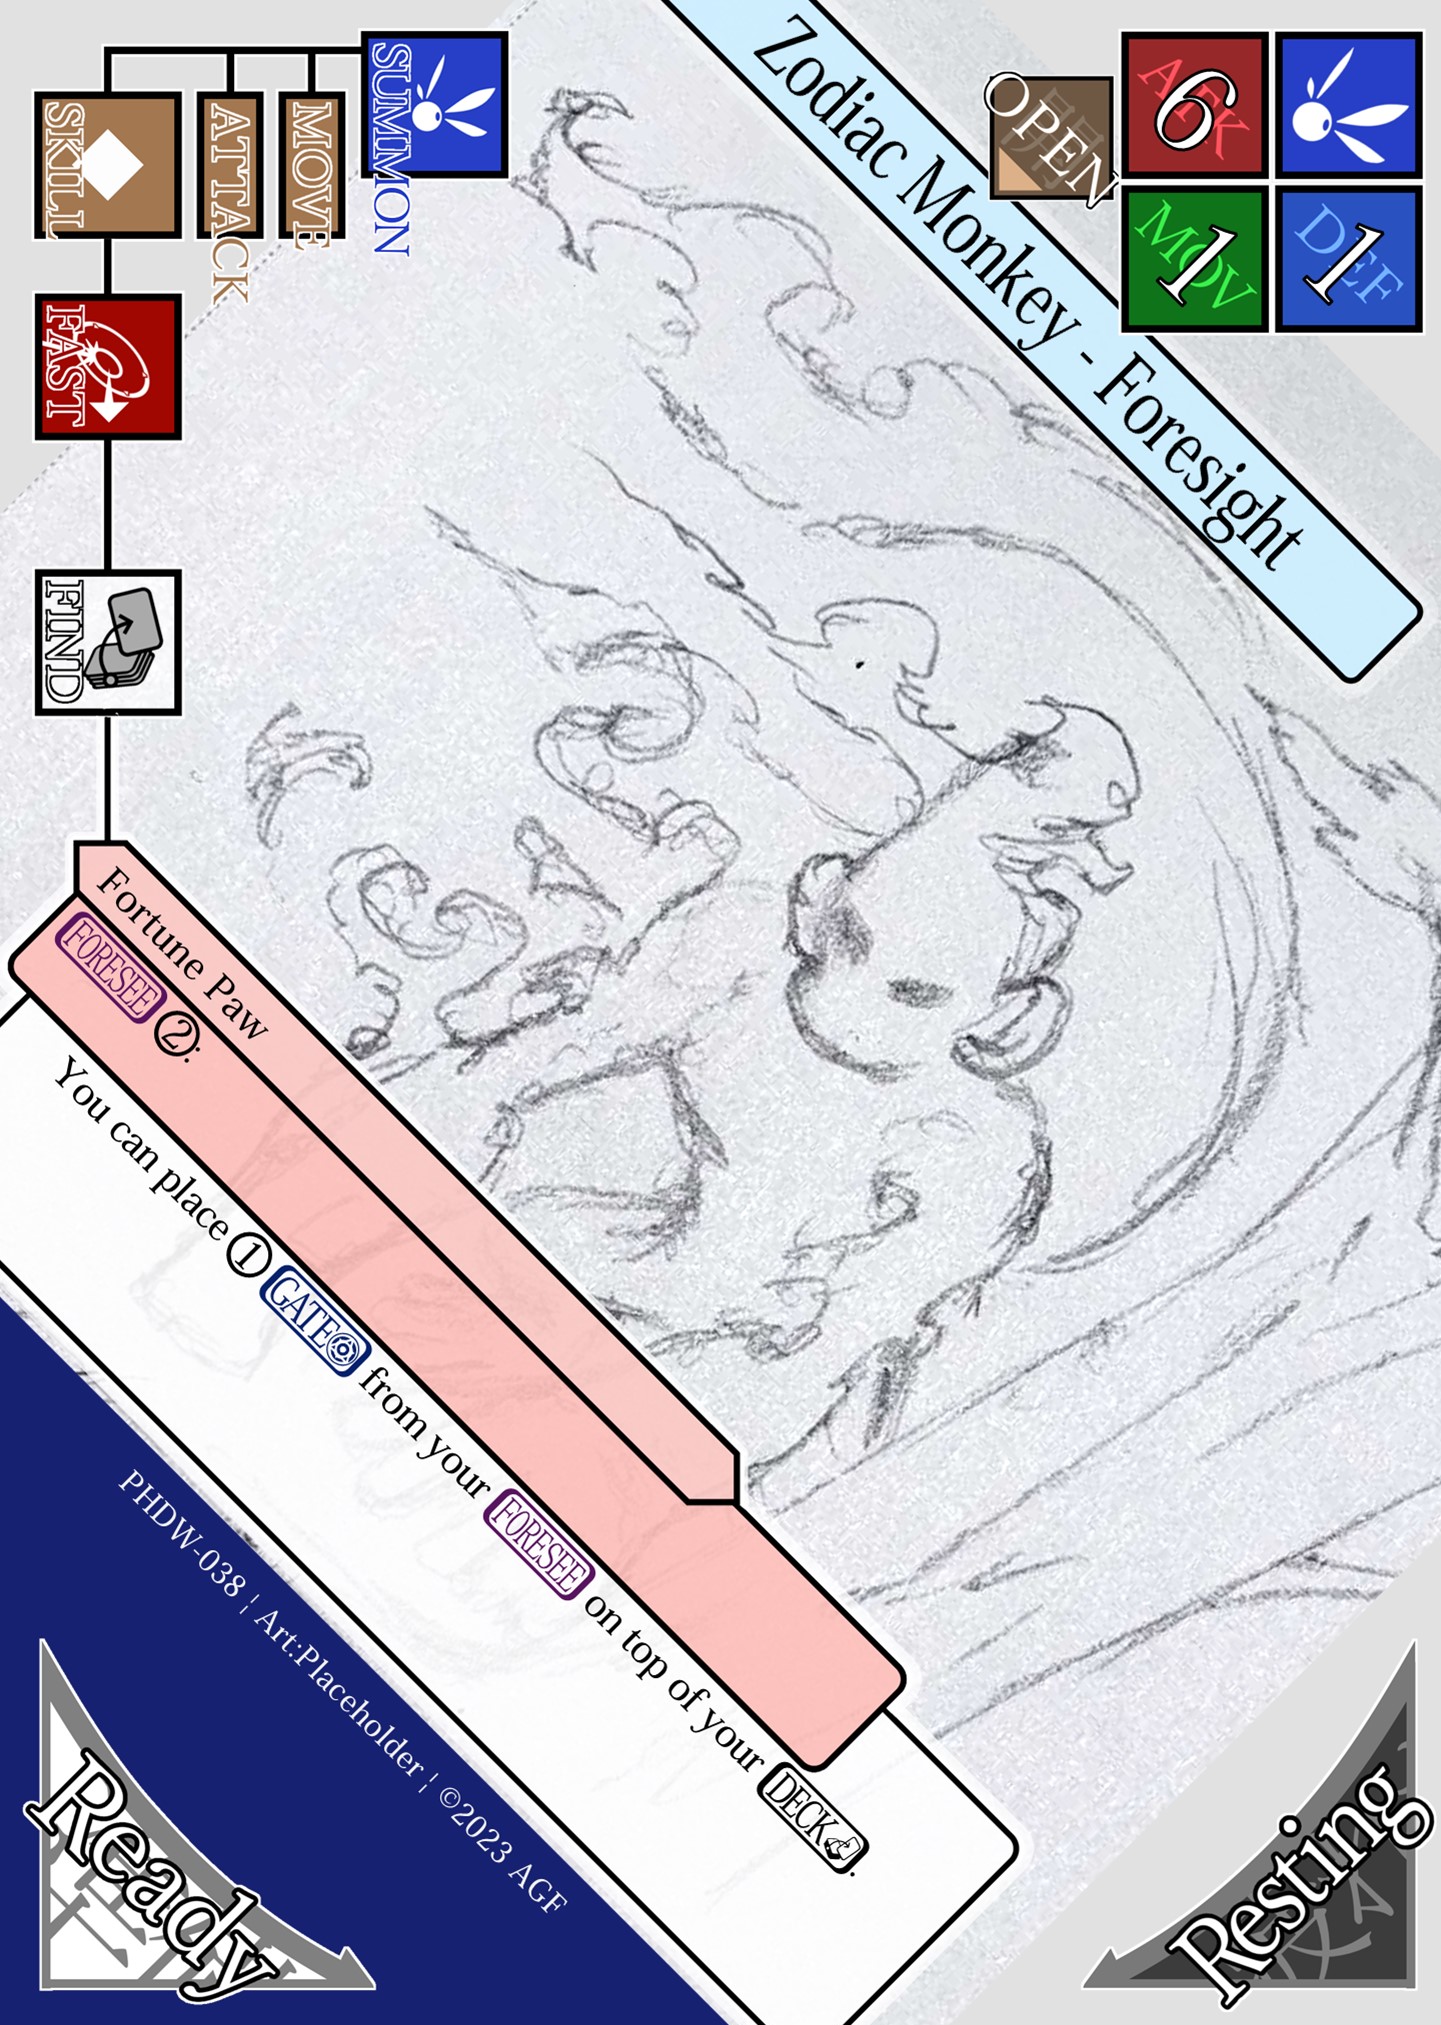 Zodiac Monkey - Foresight
OPEN
ATK 6
MOV 1
DEF 1
SUMMON
MOVE
ATTACK
SKILL
FAST
FIND
Fortune Paw
FORESEE ②:
You can place ① GATE from your FORESEE on top of your DECK.
PHDW-038 ¦ Art:Placeholder ¦ ©2023 AGF
Ready
Resting